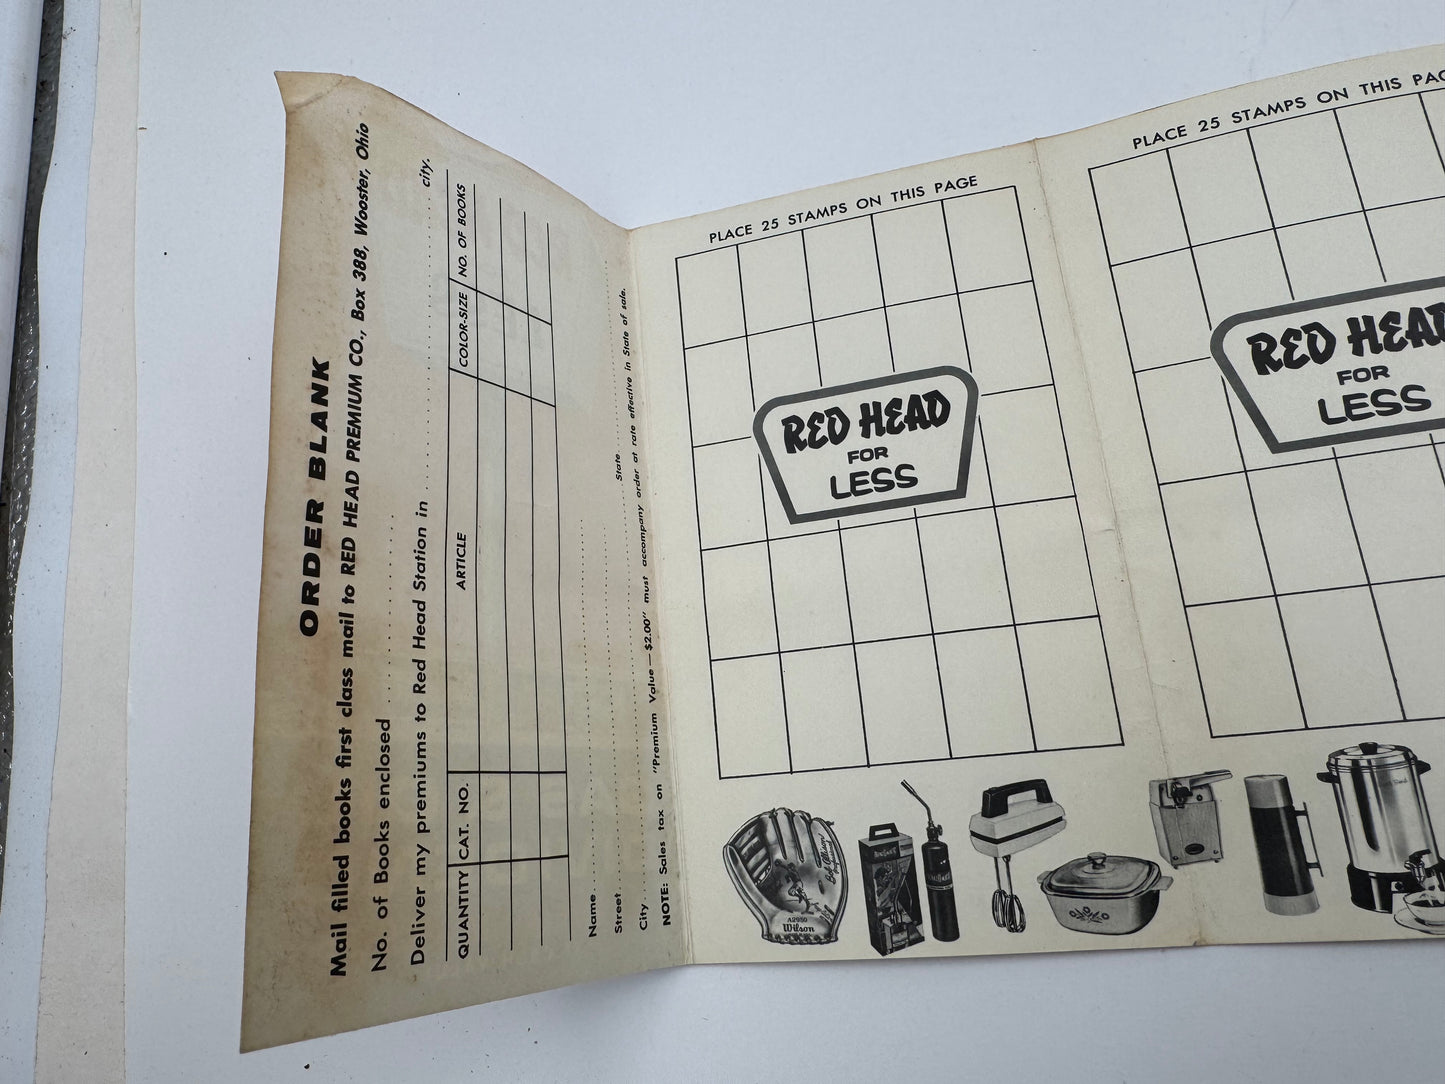 ORDER BLANK
Mail filled books first class mail to RED HEAD PREMIUM CO., Box 388, Wooster, Ohio
No. of Books enclosed
Deliver my premiums to Red Head Station in city.
QUANTITY CAT. NO. ARTICLE COLOR-SIZE NO. OF BOOKS
Name
Street
City State
NOTE: Sales tax on "Premium Value — $2.00" must accompany order at rate effective in State of sale.
PLACE 25 STAMPS ON THIS PAGE
RED HEAD
FOR
LESS
A2950
Wilson
PLACE 25 STAMPS ON THIS PAG
RED HEAD
FOR
LESS